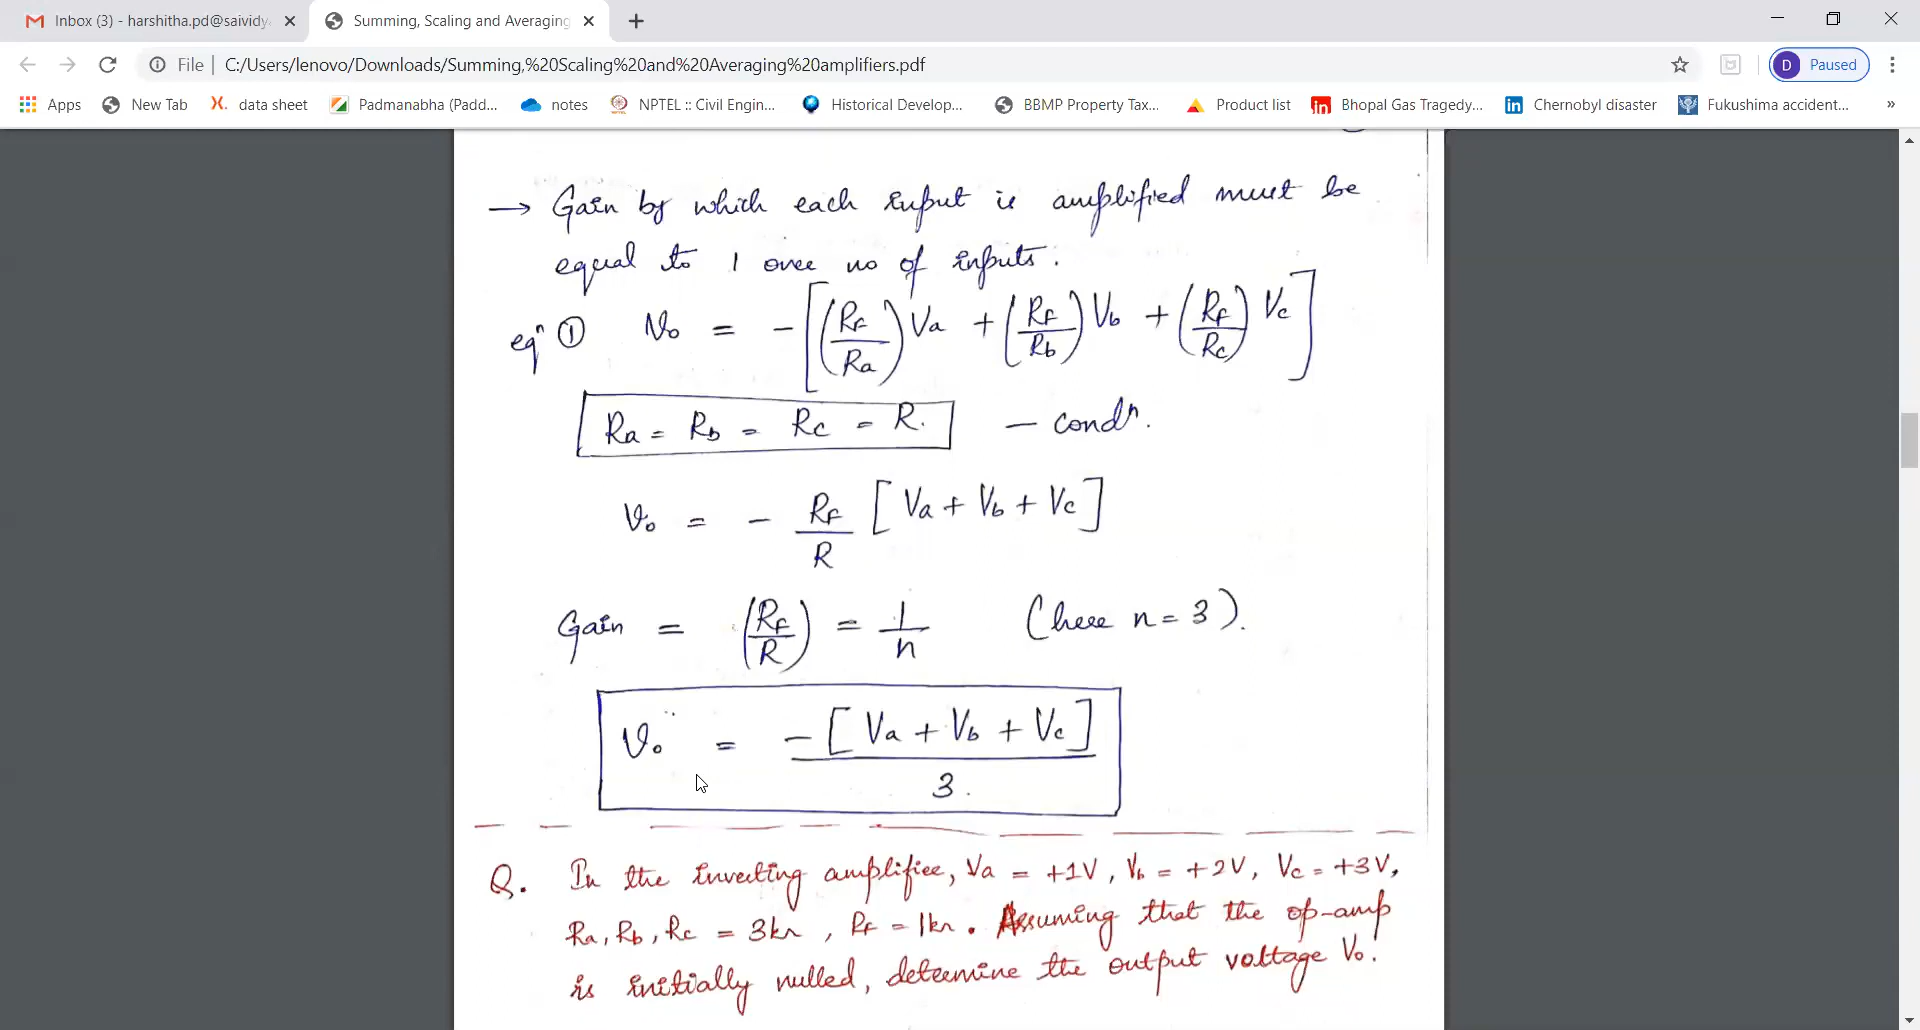 Inbox (3) - harshitha.pd@saividy
Summing, Scaling and Averaging
File
C:/Users/lenovo/Downloads/Summing,%20Scaling%20and%20Averaging%20amplifiers.pdf
D Paused
Apps New Tab data sheet Padmanabha (Padd... notes NPTEL :: Civil Engin... Historical Develop... BBMP Property Tax... Product list Bhopal Gas Tragedy... Chernobyl disaster Fukushima accident... »
→ Gain by which each input is amplified must be
equal to 1 over no of inputs.
eqn ① Vo = - [ (RF/Ra) Va + (RF/Rb) Vb + (RF/Rc) Vc ]
Ra = Rb = Rc = R. — condn.
Vo = - RF/R [ Va + Vb + Vc ]
Gain = (RF/R) = 1/n (here n = 3).
Vo = -[ Va + Vb + Vc ] / 3.
Q. In the inverting amplifier, Va = +1V, Vb = +2V, Vc = +3V,
Ra, Rb, Rc = 3kΩ, RF = 1kΩ. Assuming that the op-amp
is initially nulled, determine the output voltage Vo.